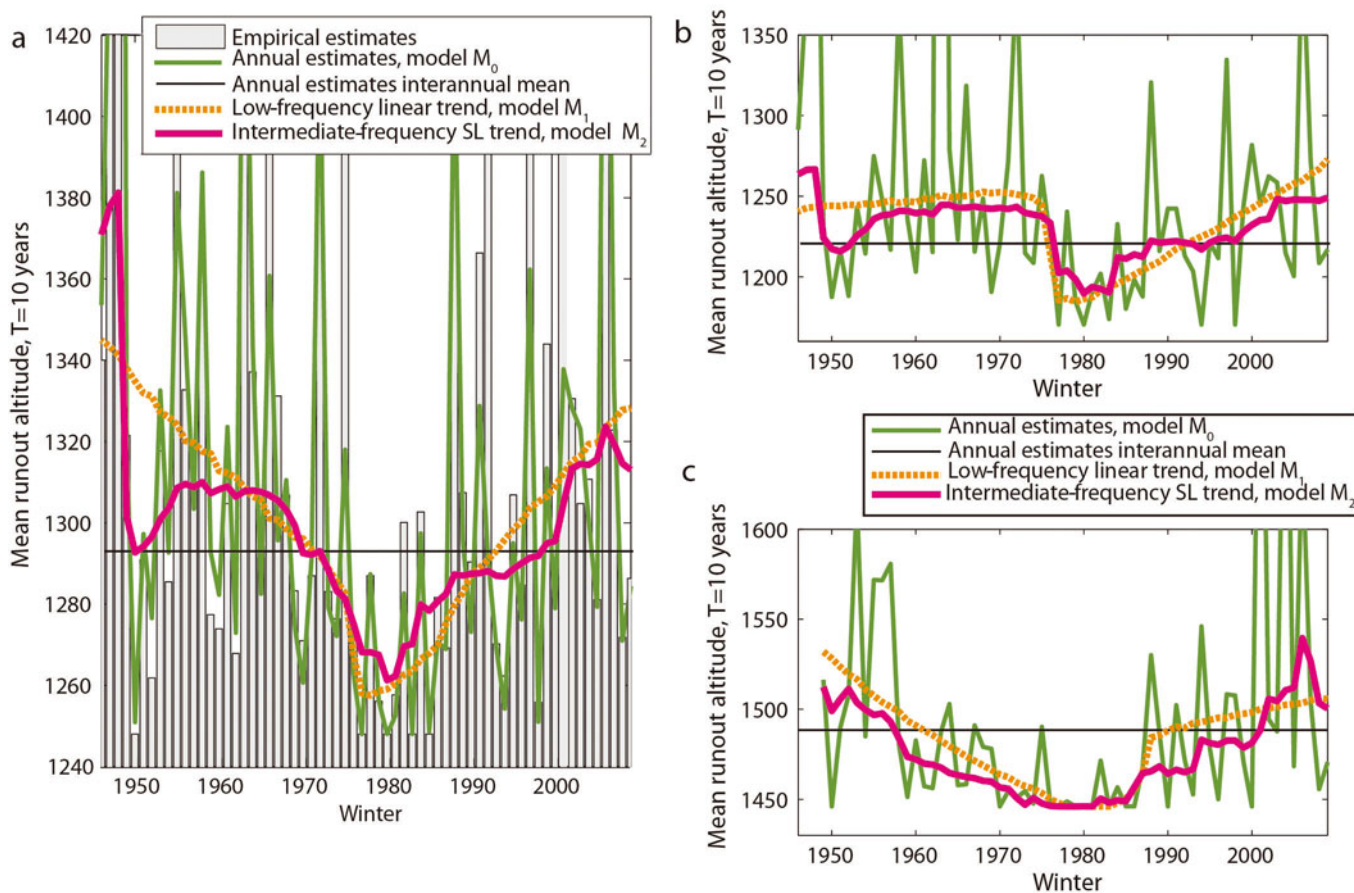 a
Empirical estimates
Annual estimates, model M0
Annual estimates interannual mean
Low-frequency linear trend, model M1
Intermediate-frequency SL trend, model M2
Mean runout altitude, T=10 years
1420
1400
1380
1360
1340
1320
1300
1280
1260
1240
1950
1960
1970
1980
1990
2000
Winter
b
Mean runout altitude, T=10 years
1350
1300
1250
1200
1950
1960
1970
1980
1990
2000
Winter
Annual estimates, model M0
Annual estimates interannual mean
Low-frequency linear trend, model M1
Intermediate-frequency SL trend, model M2
c
Mean runout altitude, T=10 years
1600
1550
1500
1450
1950
1960
1970
1980
1990
2000
Winter